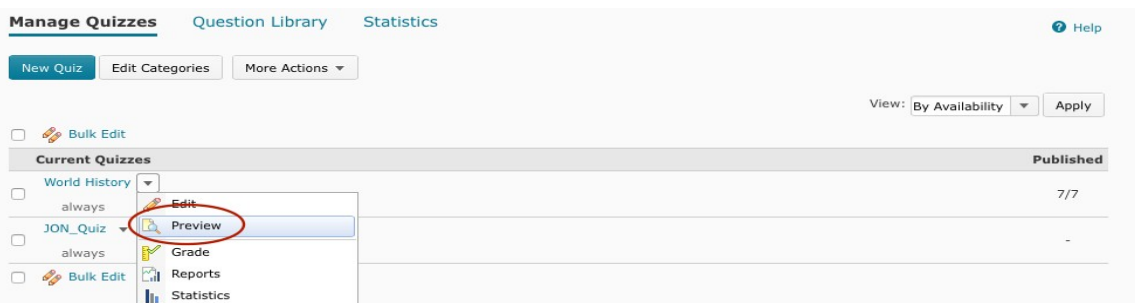 Manage Quizzes Question Library Statistics
Help
New Quiz Edit Categories More Actions
View: By Availability Apply
Bulk Edit
Current Quizzes Published
World History
7/7
always
Edit
JON_Quiz
Preview
-
always
Grade
Bulk Edit
Reports
Statistics